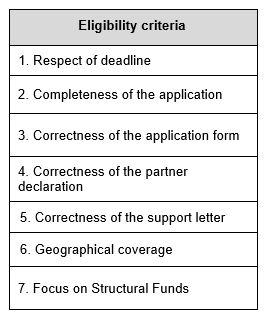 Eligibility criteria
1. Respect of deadline
2. Completeness of the application
3. Correctness of the application form
4. Correctness of the partner
declaration
5. Correctness of the support letter
6. Geographical coverage
7. Focus on Structural Funds